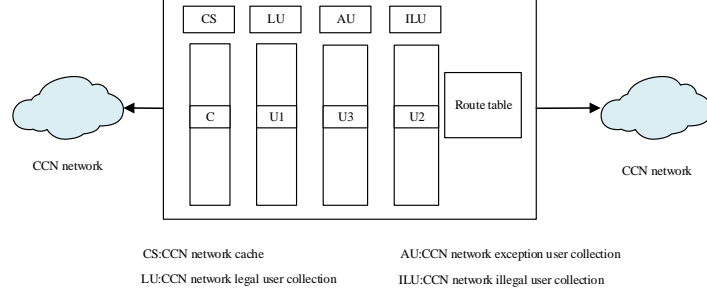 CS LU AU ILU
C U1 U3 U2 Route table
CCN network CCN network
CS:CCN network cache AU:CCN network exception user collection
LU:CCN network legal user collection ILU:CCN network illegal user collection